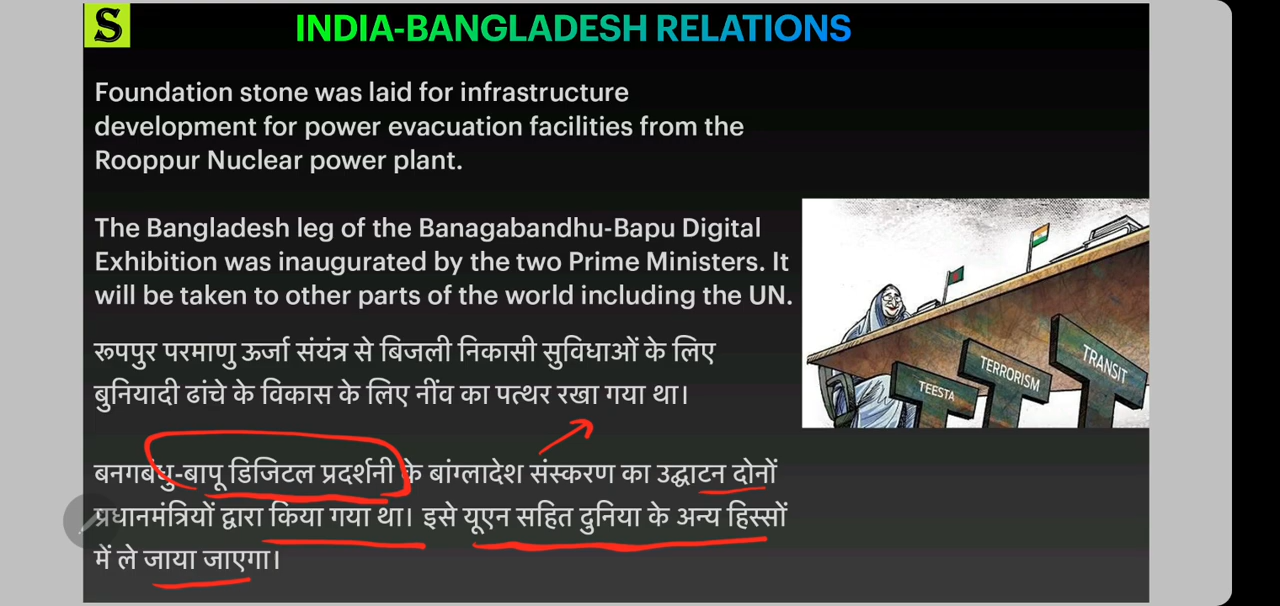 S
INDIA-BANGLADESH RELATIONS
Foundation stone was laid for infrastructure
development for power evacuation facilities from the
Rooppur Nuclear power plant.
The Bangladesh leg of the Banagabandhu-Bapu Digital
Exhibition was inaugurated by the two Prime Ministers. It
will be taken to other parts of the world including the UN.
रूपपुर परमाणु ऊर्जा संयंत्र से बिजली निकासी सुविधाओं के लिए
बुनियादी ढांचे के विकास के लिए नींव का पत्थर रखा गया था।
बनगबंधु-बापू डिजिटल प्रदर्शनी के बांग्लादेश संस्करण का उद्घाटन दोनों
प्रधानमंत्रियों द्वारा किया गया था। इसे यूएन सहित दुनिया के अन्य हिस्सों
में ले जाया जाएगा।
TEESTA
TERRORISM
TRANSIT